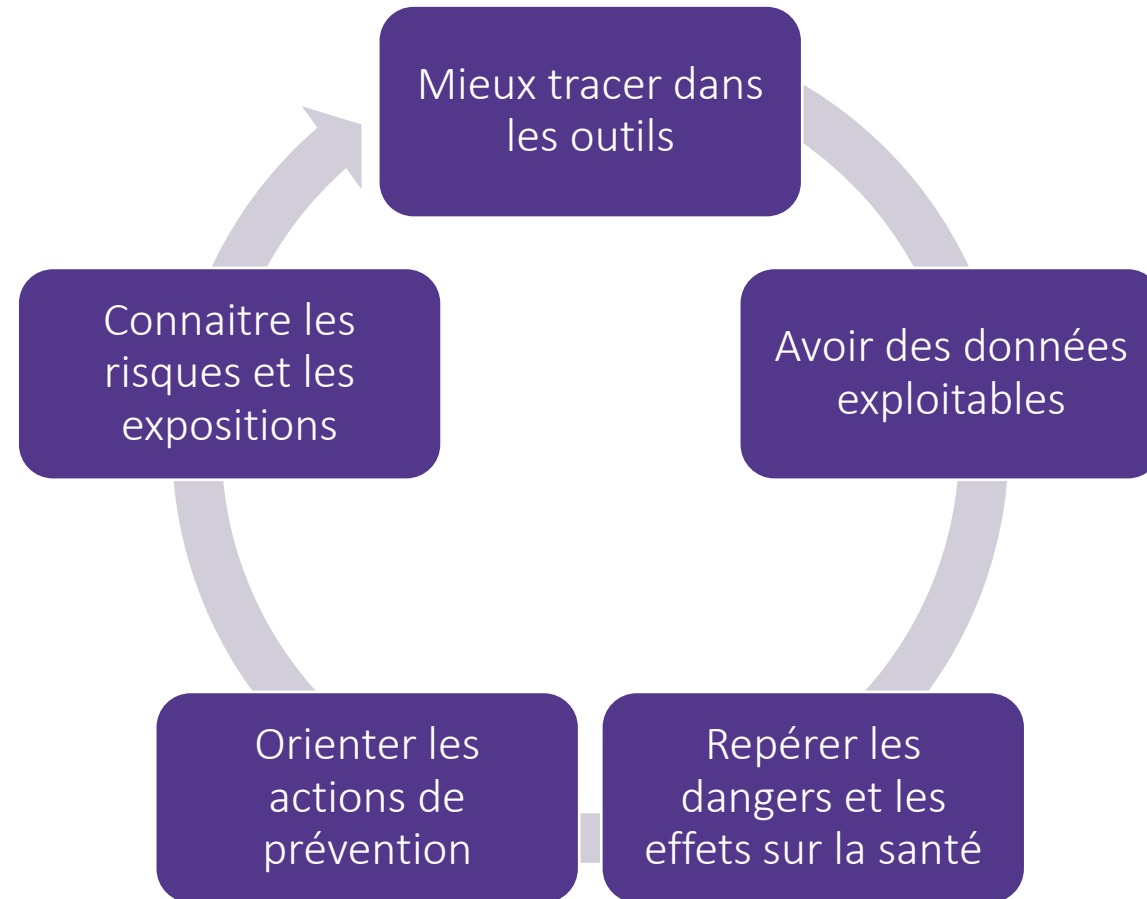 Mieux tracer dans
les outils
Avoir des données
exploitables
Repérer les
dangers et les
effets sur la santé
Orienter les
actions de
prévention
Connaitre les
risques et les
expositions